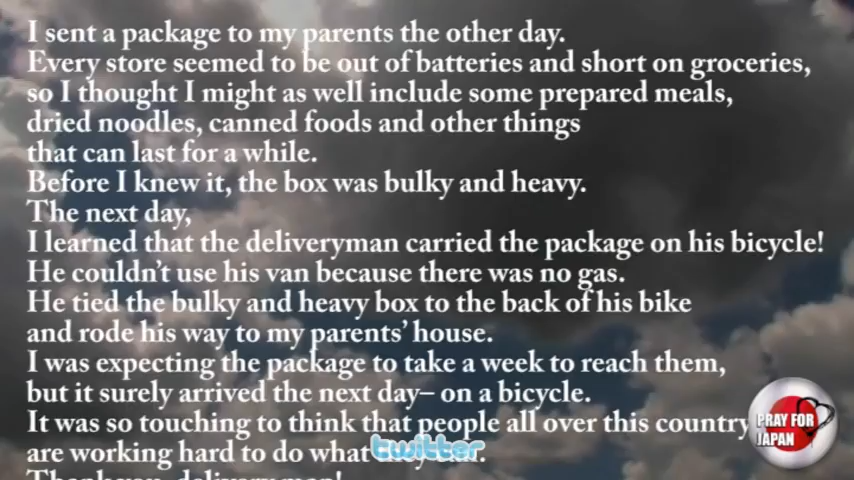 I sent a package to my parents the other day.
Every store seemed to be out of batteries and short on groceries,
so I thought I might as well include some prepared meals,
dried noodles, canned foods and other things
that can last for a while.
Before I knew it, the box was bulky and heavy.
The next day,
I learned that the deliveryman carried the package on his bicycle!
He couldn't use his van because there was no gas.
He tied the bulky and heavy box to the back of his bike
and rode his way to my parents' house.
I was expecting the package to take a week to reach them,
but it surely arrived the next day– on a bicycle.
It was so touching to think that people all over this country
are working hard to do what
twitter
PRAY FOR
JAPAN